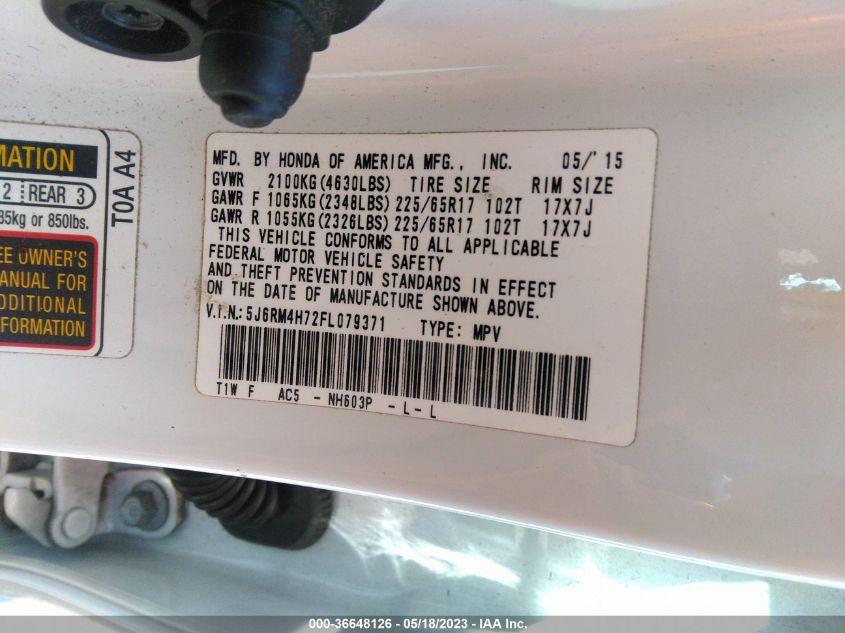 MATION
2 REAR 3
85kg or 850lbs.
EE OWNER'S
ANUAL FOR
DDITIONAL
FORMATION
T0A A4
MFD. BY HONDA OF AMERICA MFG., INC. 05/'15
GVWR 2100KG(4630LBS) TIRE SIZE RIM SIZE
GAWR F 1065KG(2348LBS) 225/65R17 102T 17X7J
GAWR R 1055KG(2326LBS) 225/65R17 102T 17X7J
THIS VEHICLE CONFORMS TO ALL APPLICABLE
FEDERAL MOTOR VEHICLE SAFETY
AND THEFT PREVENTION STANDARDS IN EFFECT
ON THE DATE OF MANUFACTURE SHOWN ABOVE.
V.I.N.: 5J6RM4H72FL079371 TYPE: MPV
T1W F AC5 - NH603P - L - L
000-36648126 - 05/18/2023 - IAA Inc.